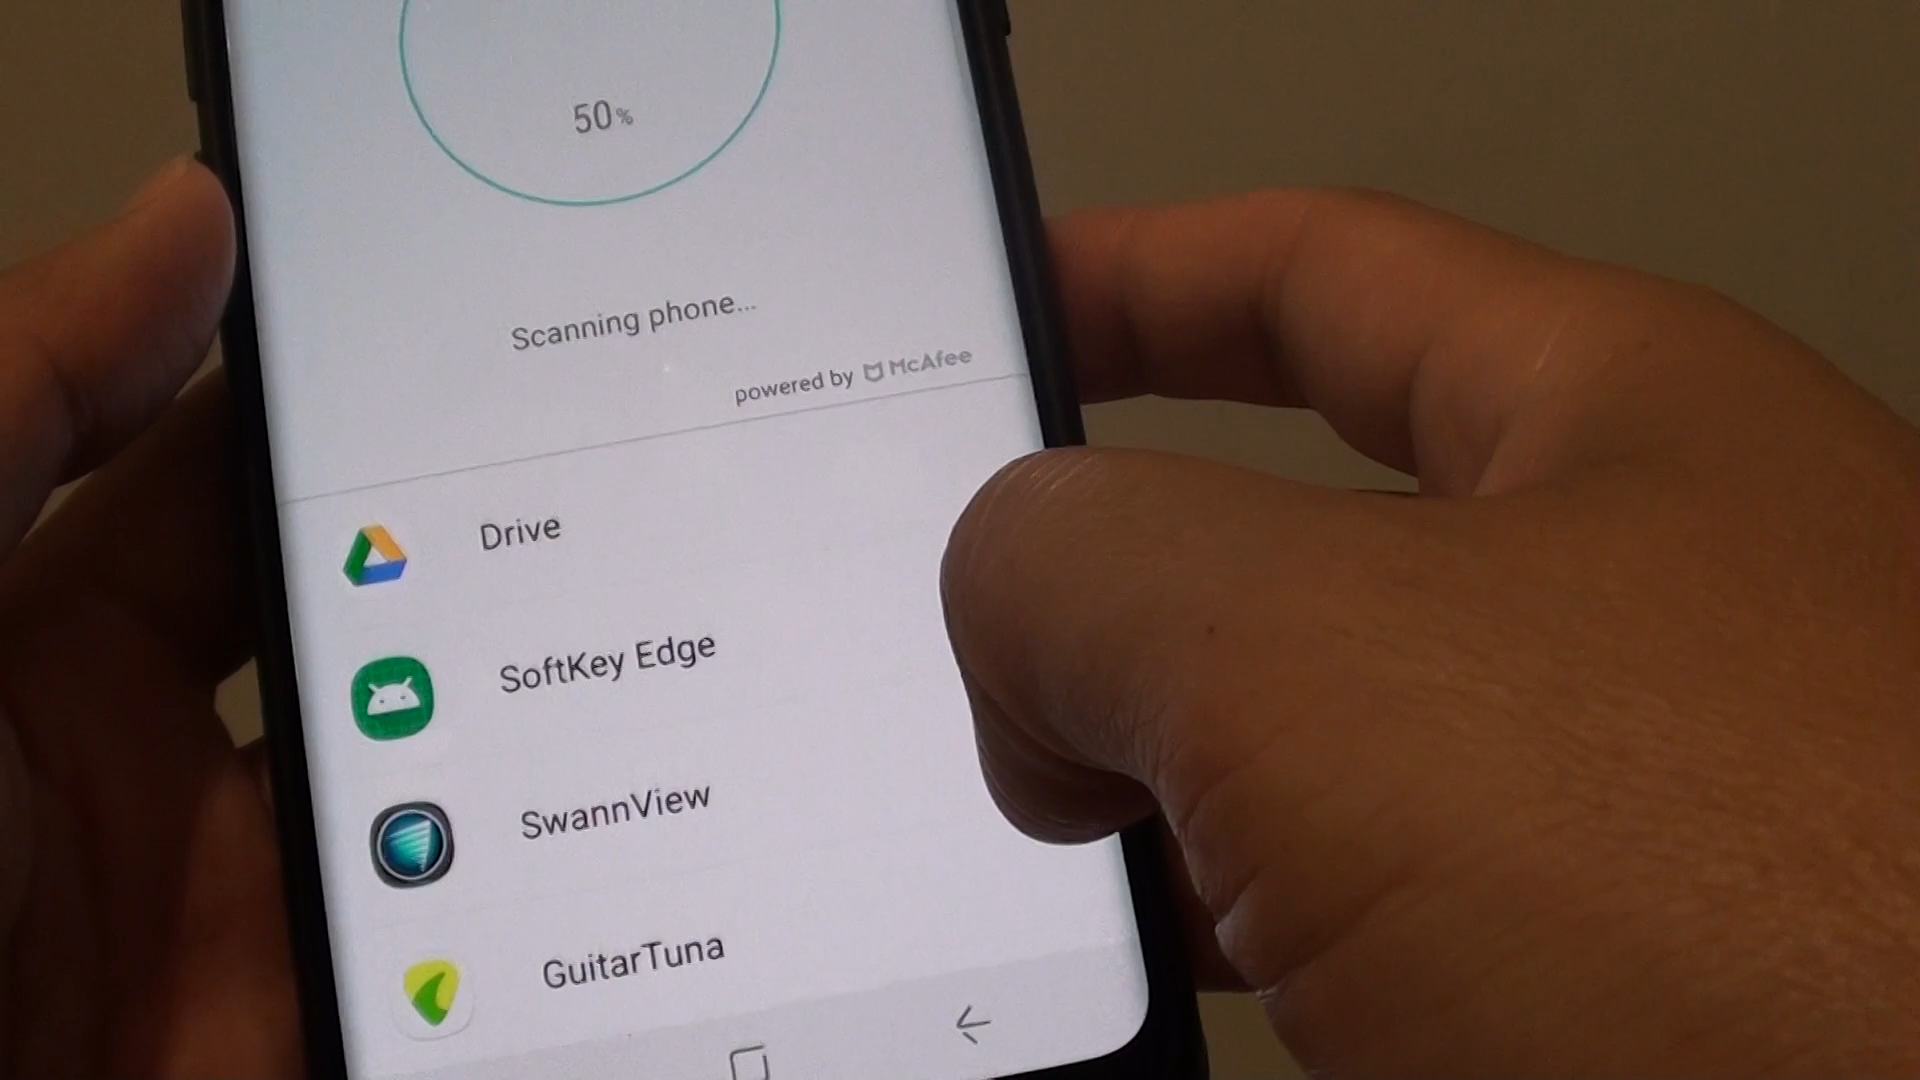 50%
Scanning phone...
powered by McAfee
Drive
SoftKey Edge
SwannView
GuitarTuna